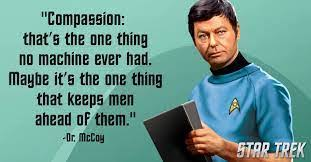 "Compassion:
that's the one thing
no machine ever had.
Maybe it's the one thing
that keeps men
ahead of them."
-Dr. McCoy
STAR TREK